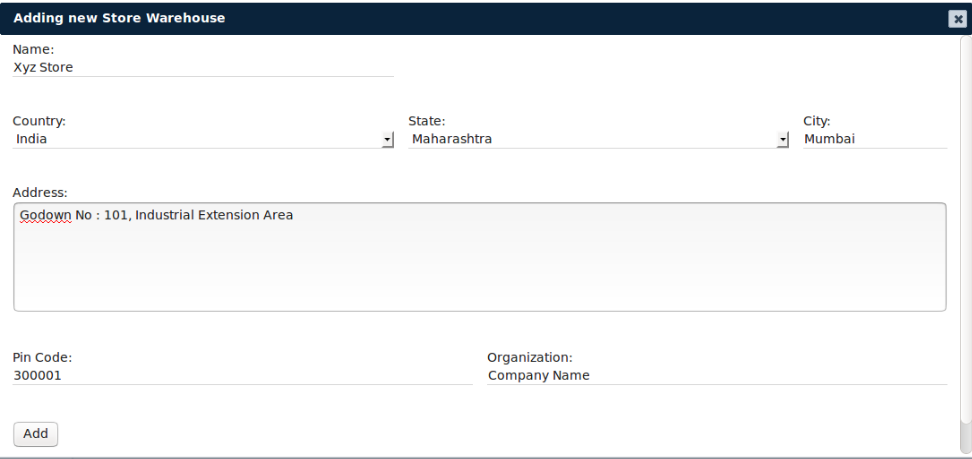 Adding new Store Warehouse
Name:
Xyz Store
Country: State: City:
India Maharashtra Mumbai
Address:
Godown No : 101, Industrial Extension Area
Pin Code: Organization:
300001 Company Name
Add